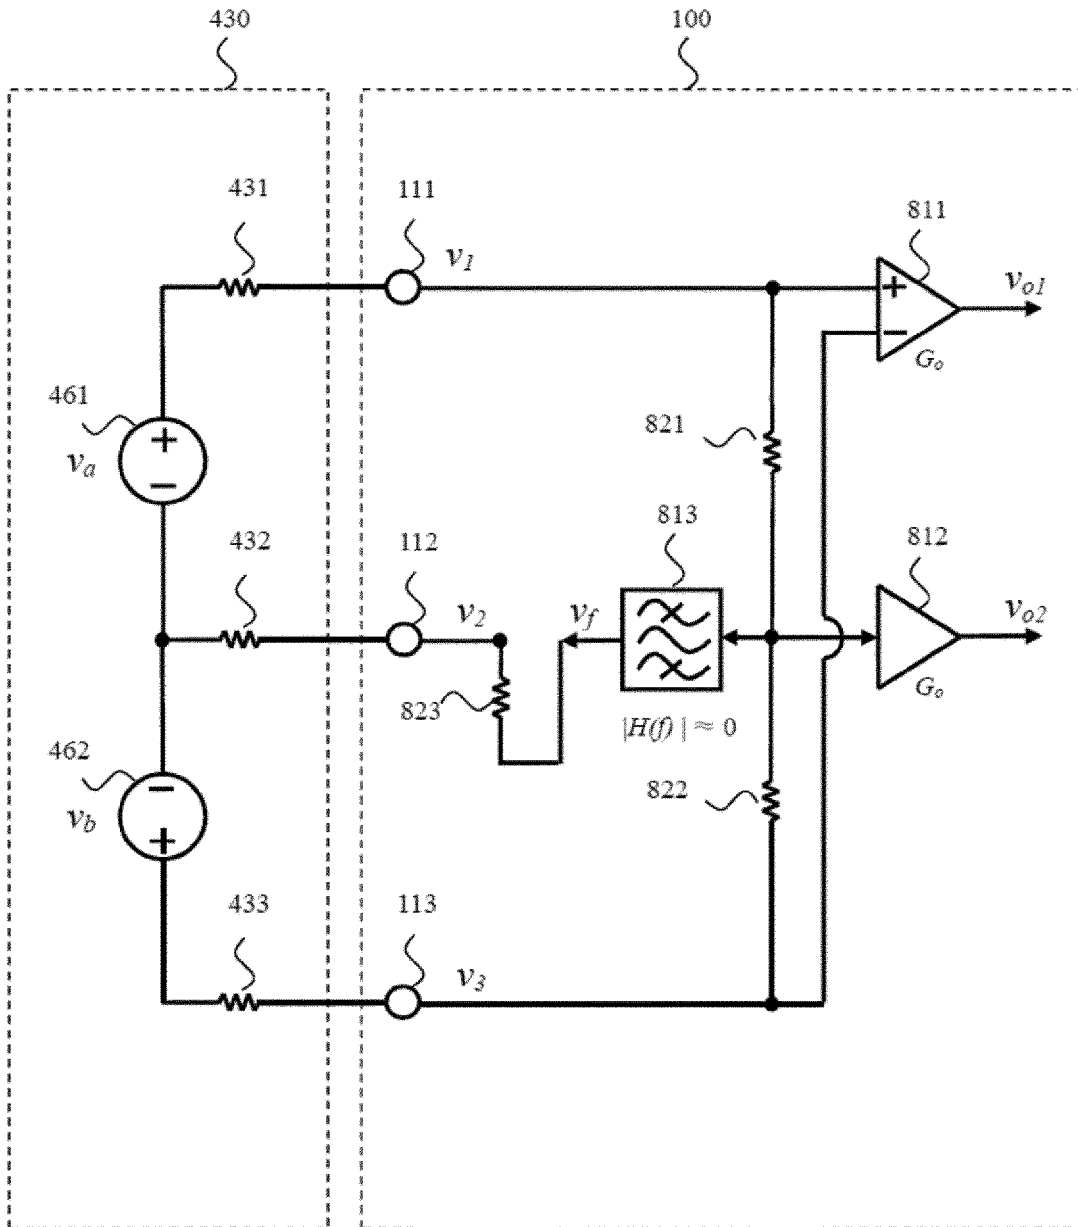 430
100
431
111
v1
811
+
vo1
−
Go
461
+
va
−
821
813
432
112
v2
vf
812
vo2
Go
823
|H(f)| ≈ 0
462
−
vb
+
822
433
113
v3